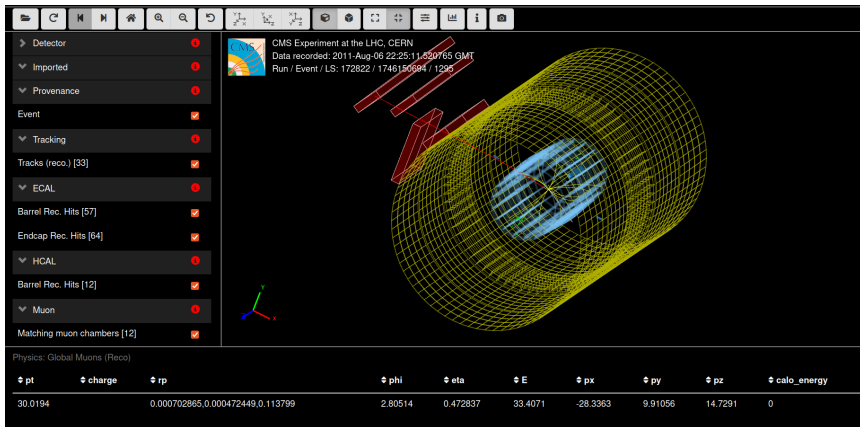 CMS
CMS Experiment at the LHC, CERN
Data recorded: 2011-Aug-06 22:25:11.520765 GMT
Run / Event / LS: 172822 / 1746150694 / 1295
Detector
Imported
Provenance
Event
Tracking
Tracks (reco.) [33]
ECAL
Barrel Rec. Hits [57]
Endcap Rec. Hits [64]
HCAL
Barrel Rec. Hits [12]
Muon
Matching muon chambers [12]
Physics: Global Muons (Reco)
pt charge rp phi eta E px py pz calo_energy
30.0194 0.000702865,0.000472449,0.113799 2.80514 0.472837 33.4071 -28.3363 9.91056 14.7291 0